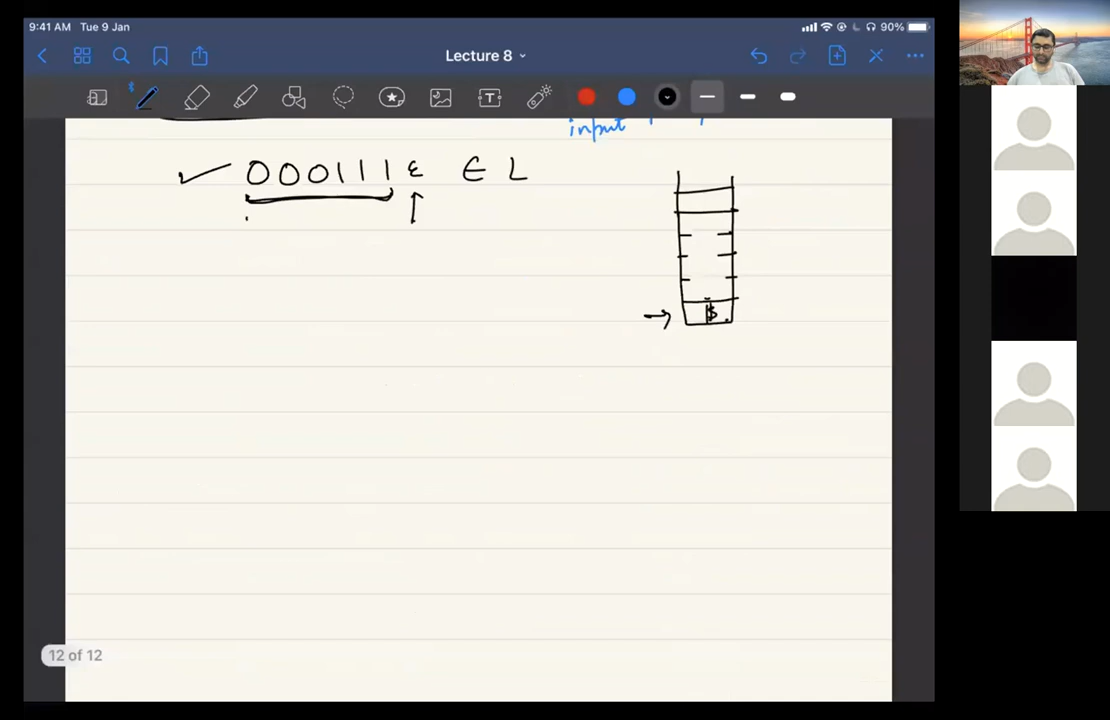 9:41 AM Tue 9 Jan 90%
Lecture 8
T
input
000111ε ∈ L
$
12 of 12